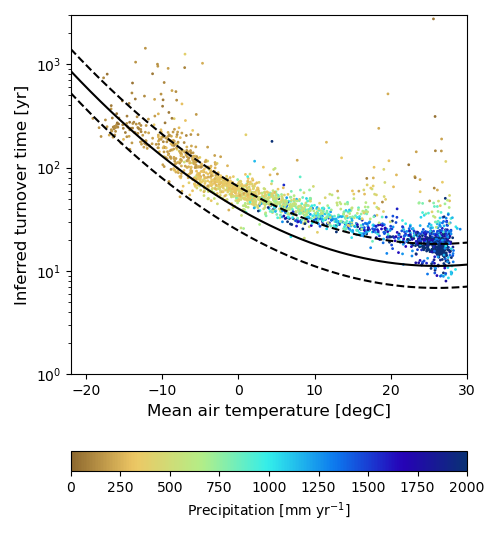 Inferred turnover time [yr]
10³
10²
10¹
10⁰
−20 −10 0 10 20 30
Mean air temperature [degC]
0 250 500 750 1000 1250 1500 1750 2000
Precipitation [mm yr⁻¹]